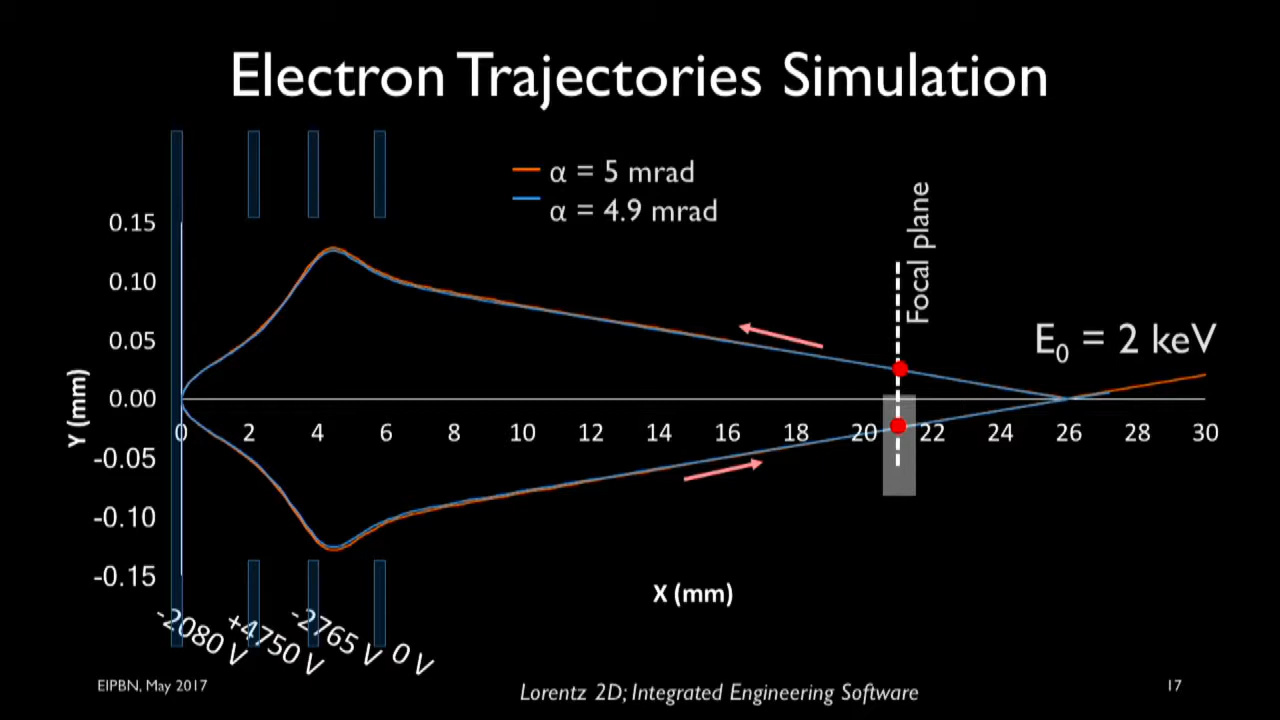 Electron Trajectories Simulation
α = 5 mrad
α = 4.9 mrad
Focal plane
E₀ = 2 keV
Y (mm)
0.15
0.10
0.05
0.00
-0.05
-0.10
-0.15
0 2 4 6 8 10 12 14 16 18 20 22 24 26 28 30
X (mm)
-2080 V
+4750 V
-2765 V
0 V
EIPBN, May 2017
Lorentz 2D; Integrated Engineering Software
17